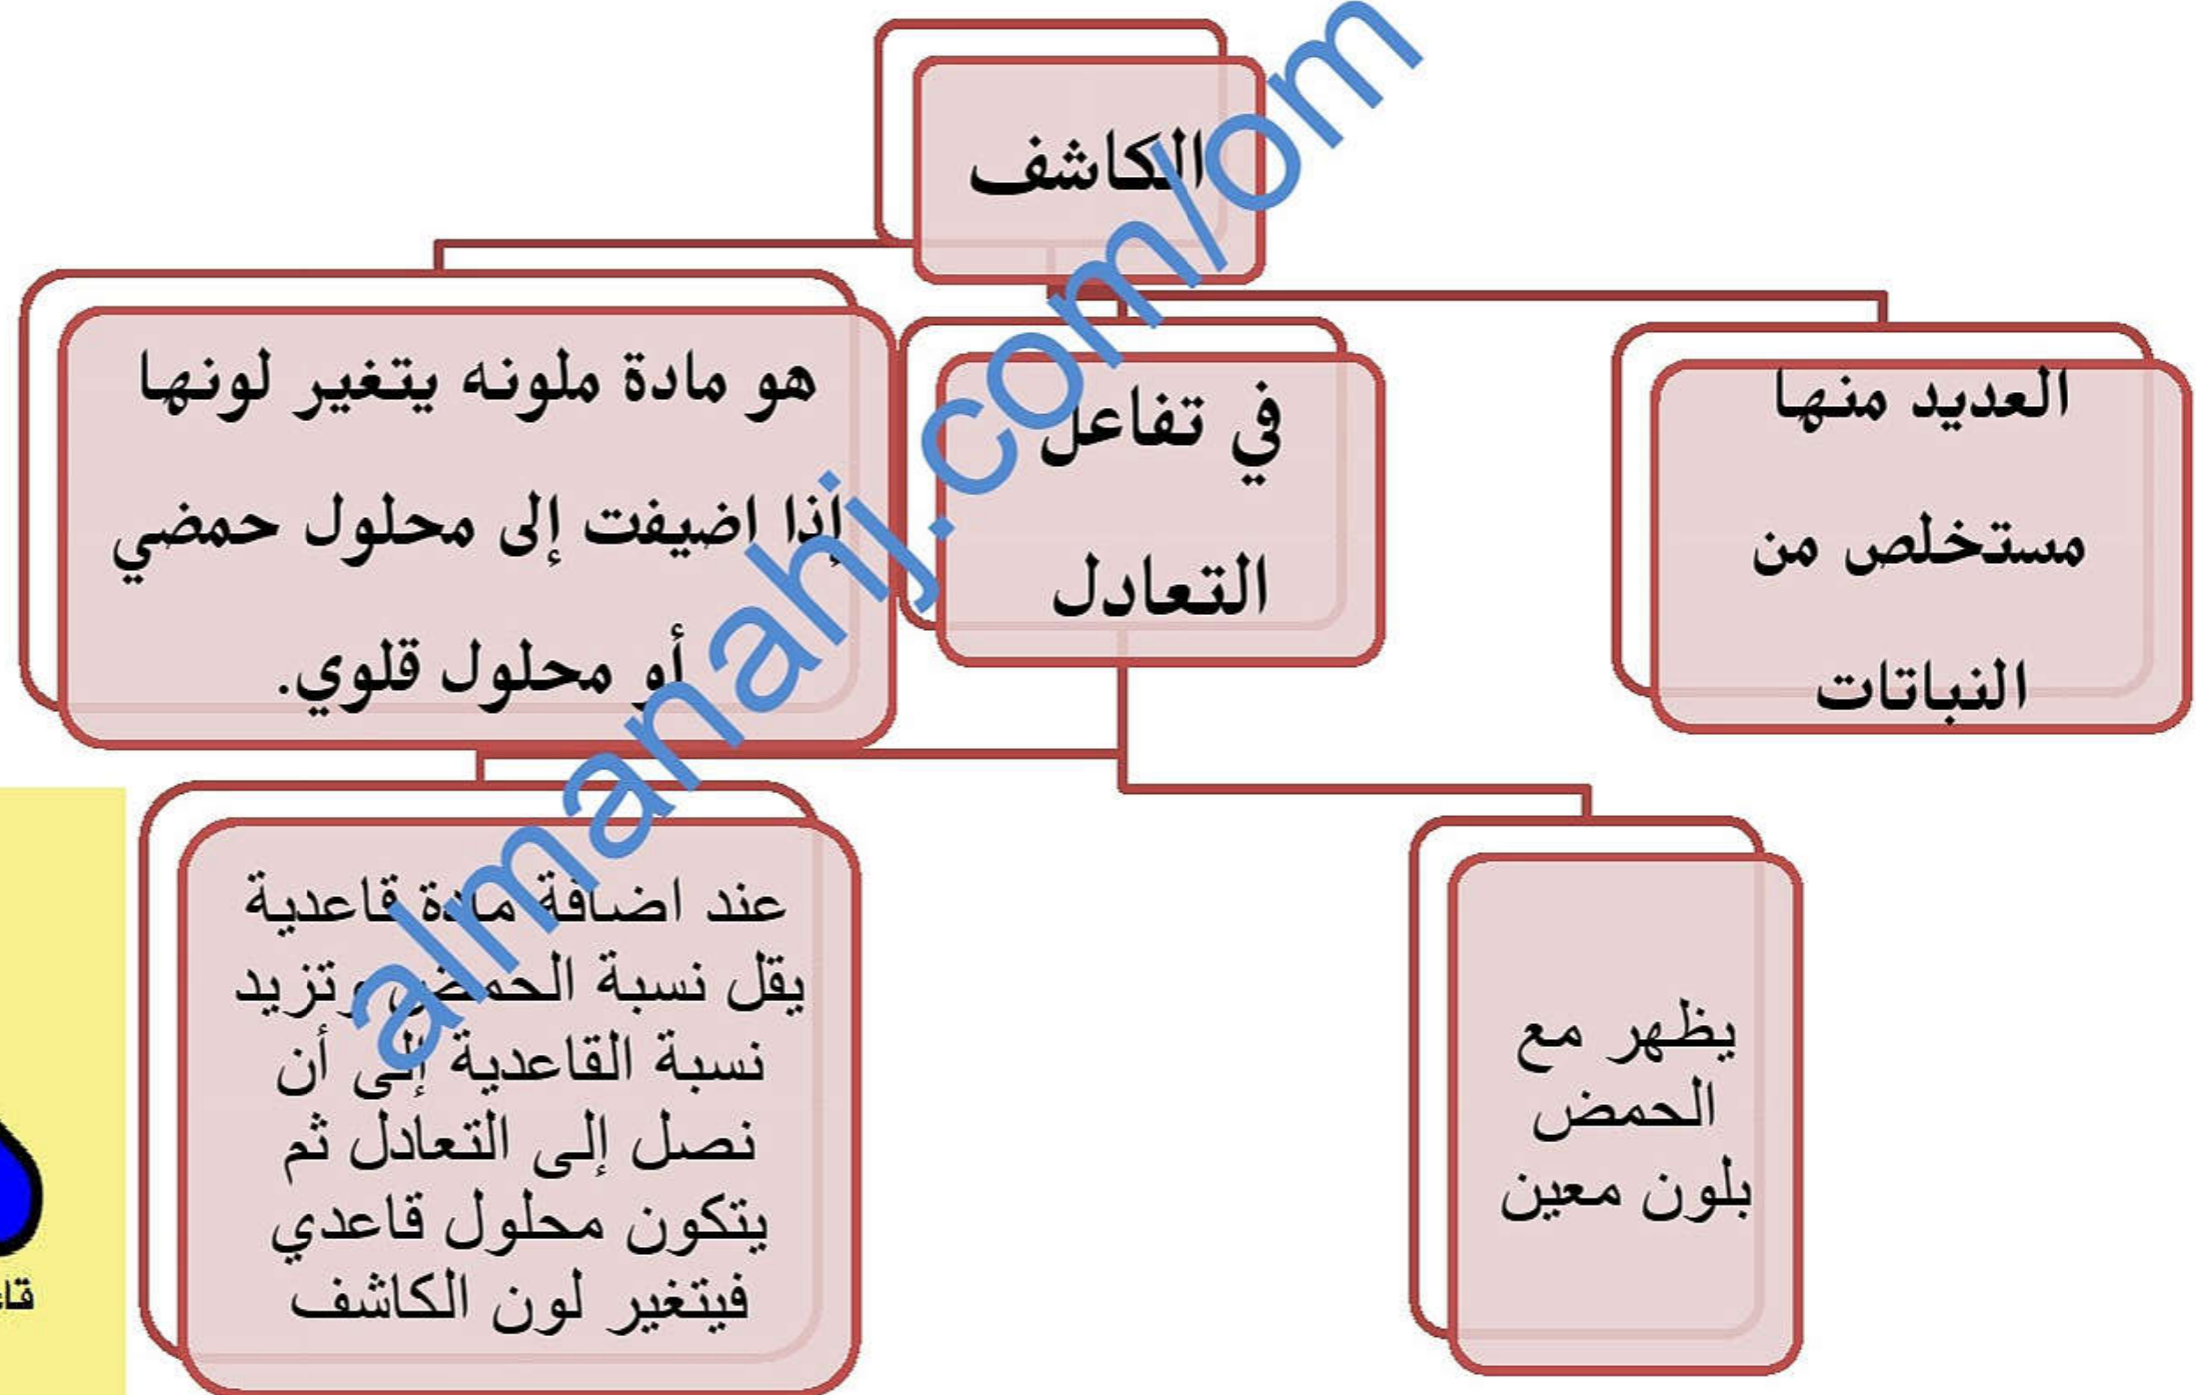 الكاشف
العديد منها
مستخلص من
النباتات
في تفاعل
التعادل
هو مادة ملونه يتغير لونها
إذا اضيفت إلى محلول حمضي
أو محلول قلوي.
يظهر مع
الحمض
بلون معين
عند اضافة مادة قاعدية
يقل نسبة الحمض وتزيد
نسبة القاعدية إلى أن
نصل إلى التعادل ثم
يتكون محلول قاعدي
فيتغير لون الكاشف
almanahj.com/om